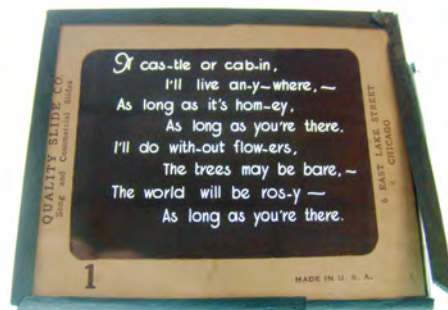 A cas-tle or cab-in,
I'll live an-y-where, —
As long as it's hom-ey,
As long as you're there.
I'll do with-out flow-ers,
The trees may be bare, —
The world will be ros-y —
As long as you're there.
QUALITY SLIDE CO.
Song and Commercial Slides
6 EAST LAKE STREET
CHICAGO
1
MADE IN U. S. A.